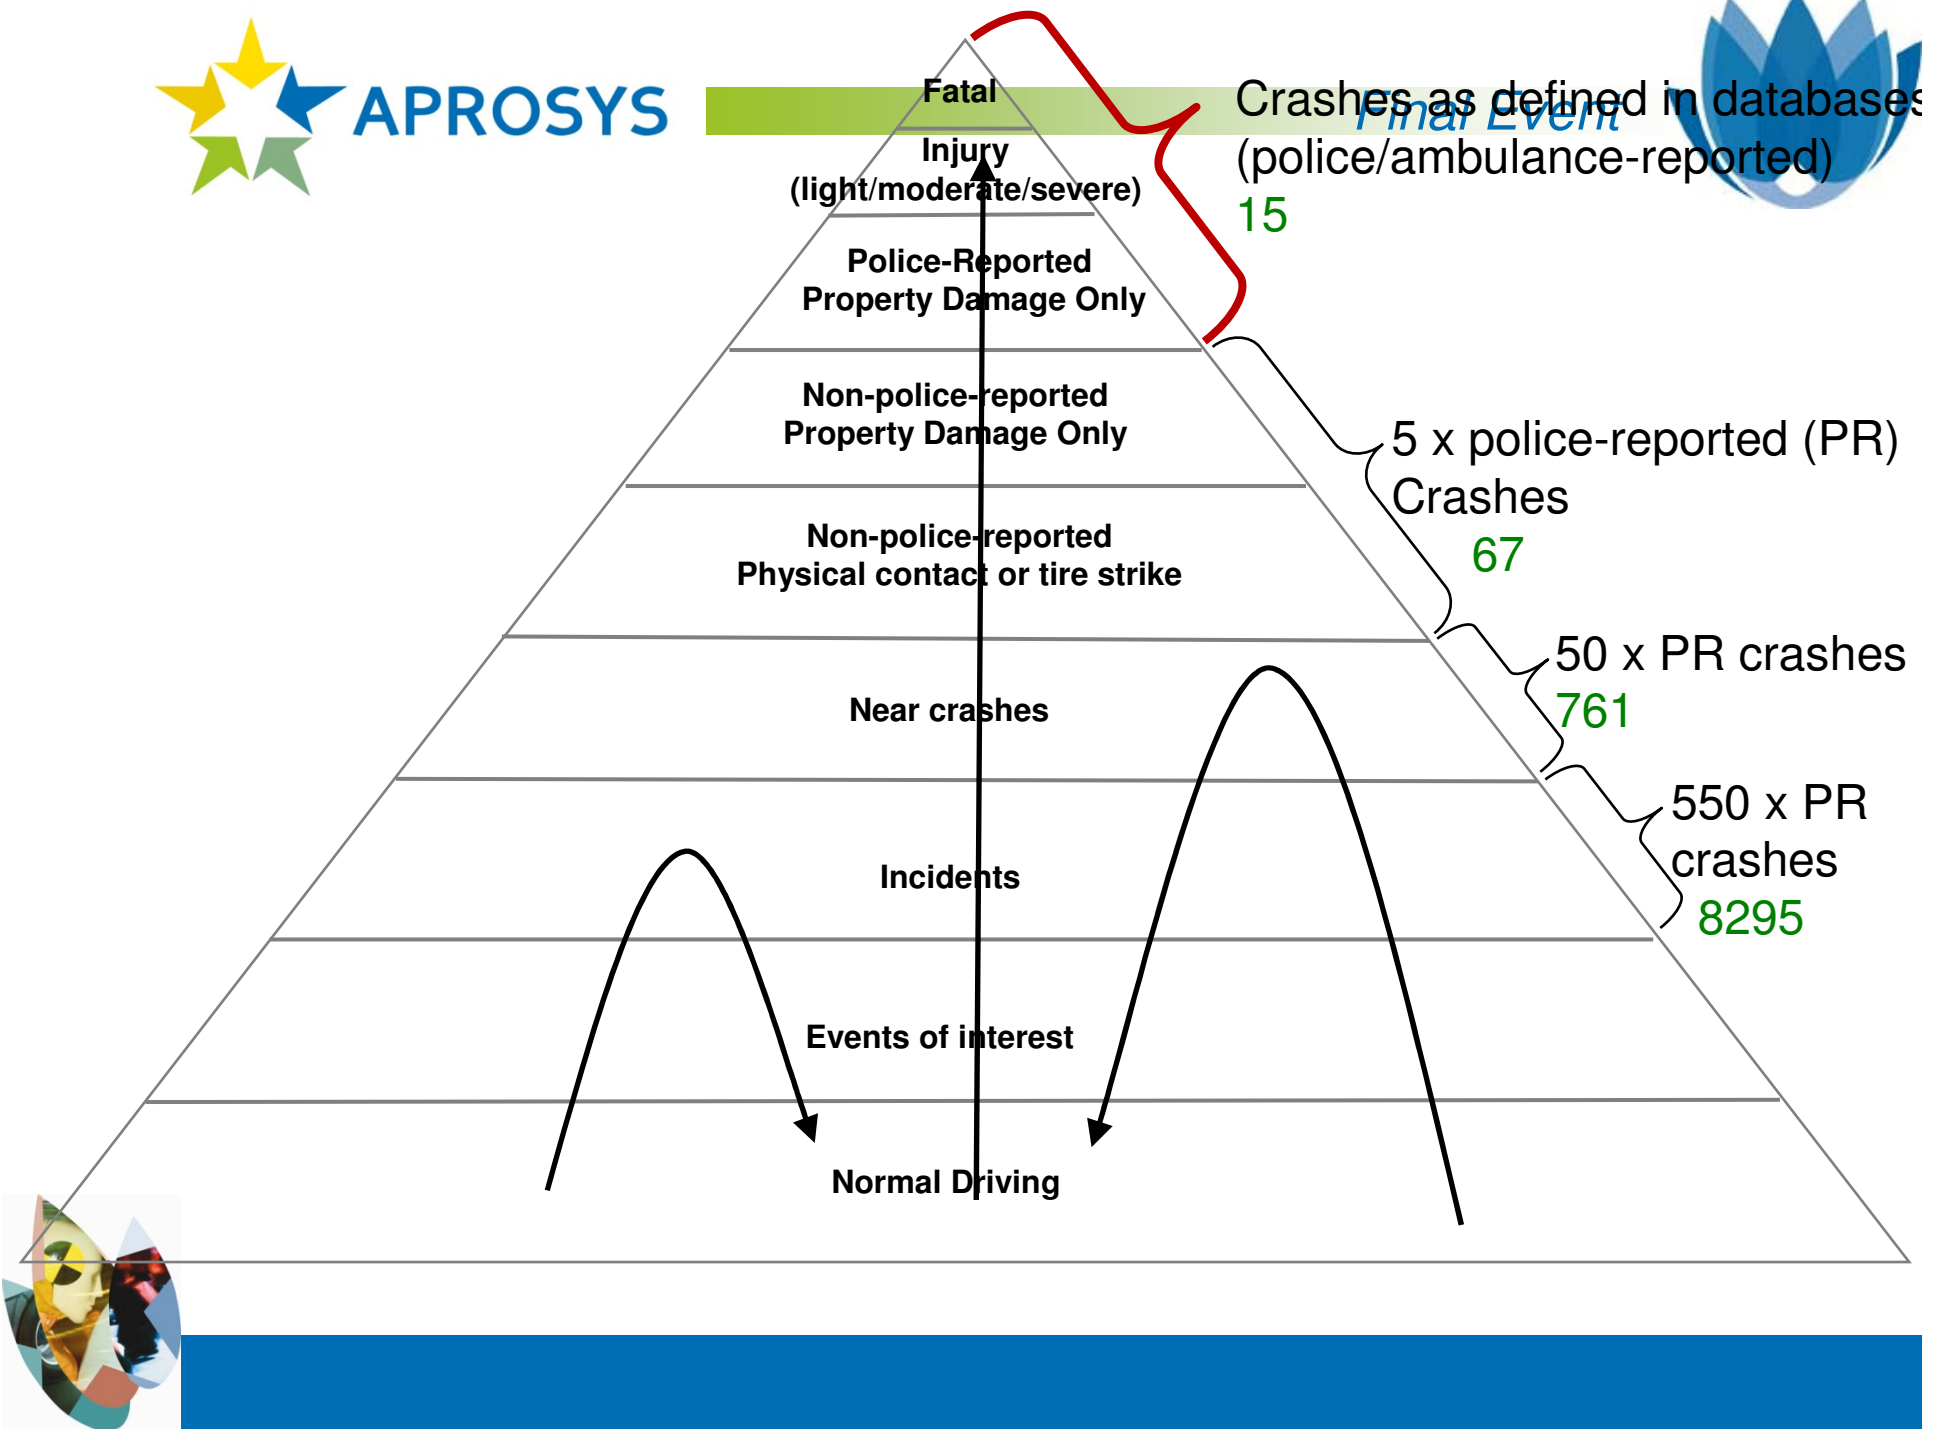 APROSYS
Final Event
Crashes as defined in databases
(police/ambulance-reported)
15
Fatal
Injury
(light/moderate/severe)
Police-Reported
Property Damage Only
Non-police-reported
Property Damage Only
5 x police-reported (PR)
Crashes
67
Non-police-reported
Physical contact or tire strike
50 x PR crashes
761
Near crashes
550 x PR
crashes
8295
Incidents
Events of interest
Normal Driving